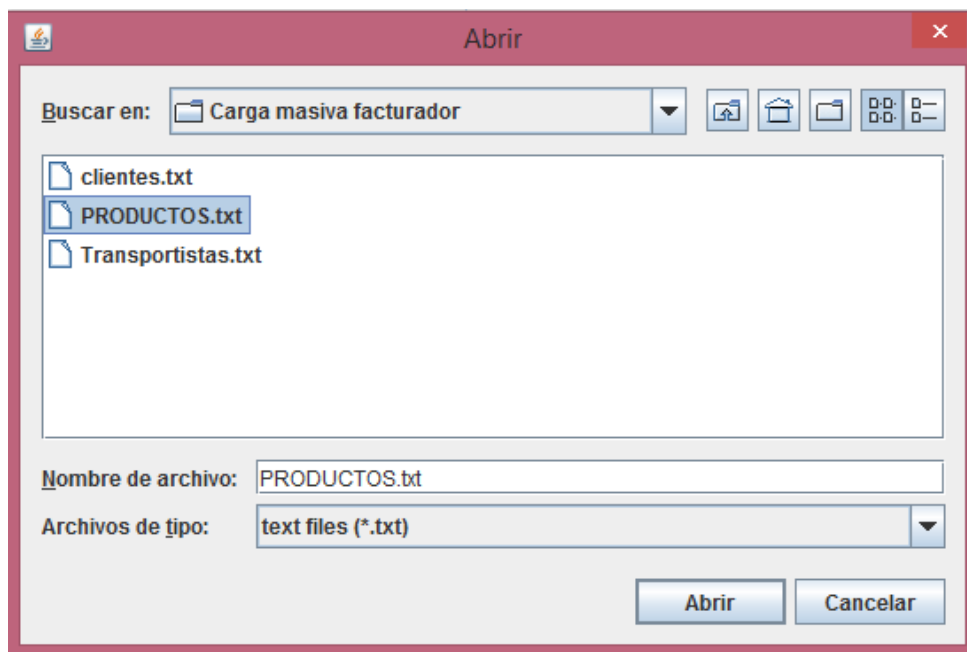 Abrir
Buscar en: Carga masiva facturador
clientes.txt
PRODUCTOS.txt
Transportistas.txt
Nombre de archivo: PRODUCTOS.txt
Archivos de tipo: text files (*.txt)
Abrir Cancelar